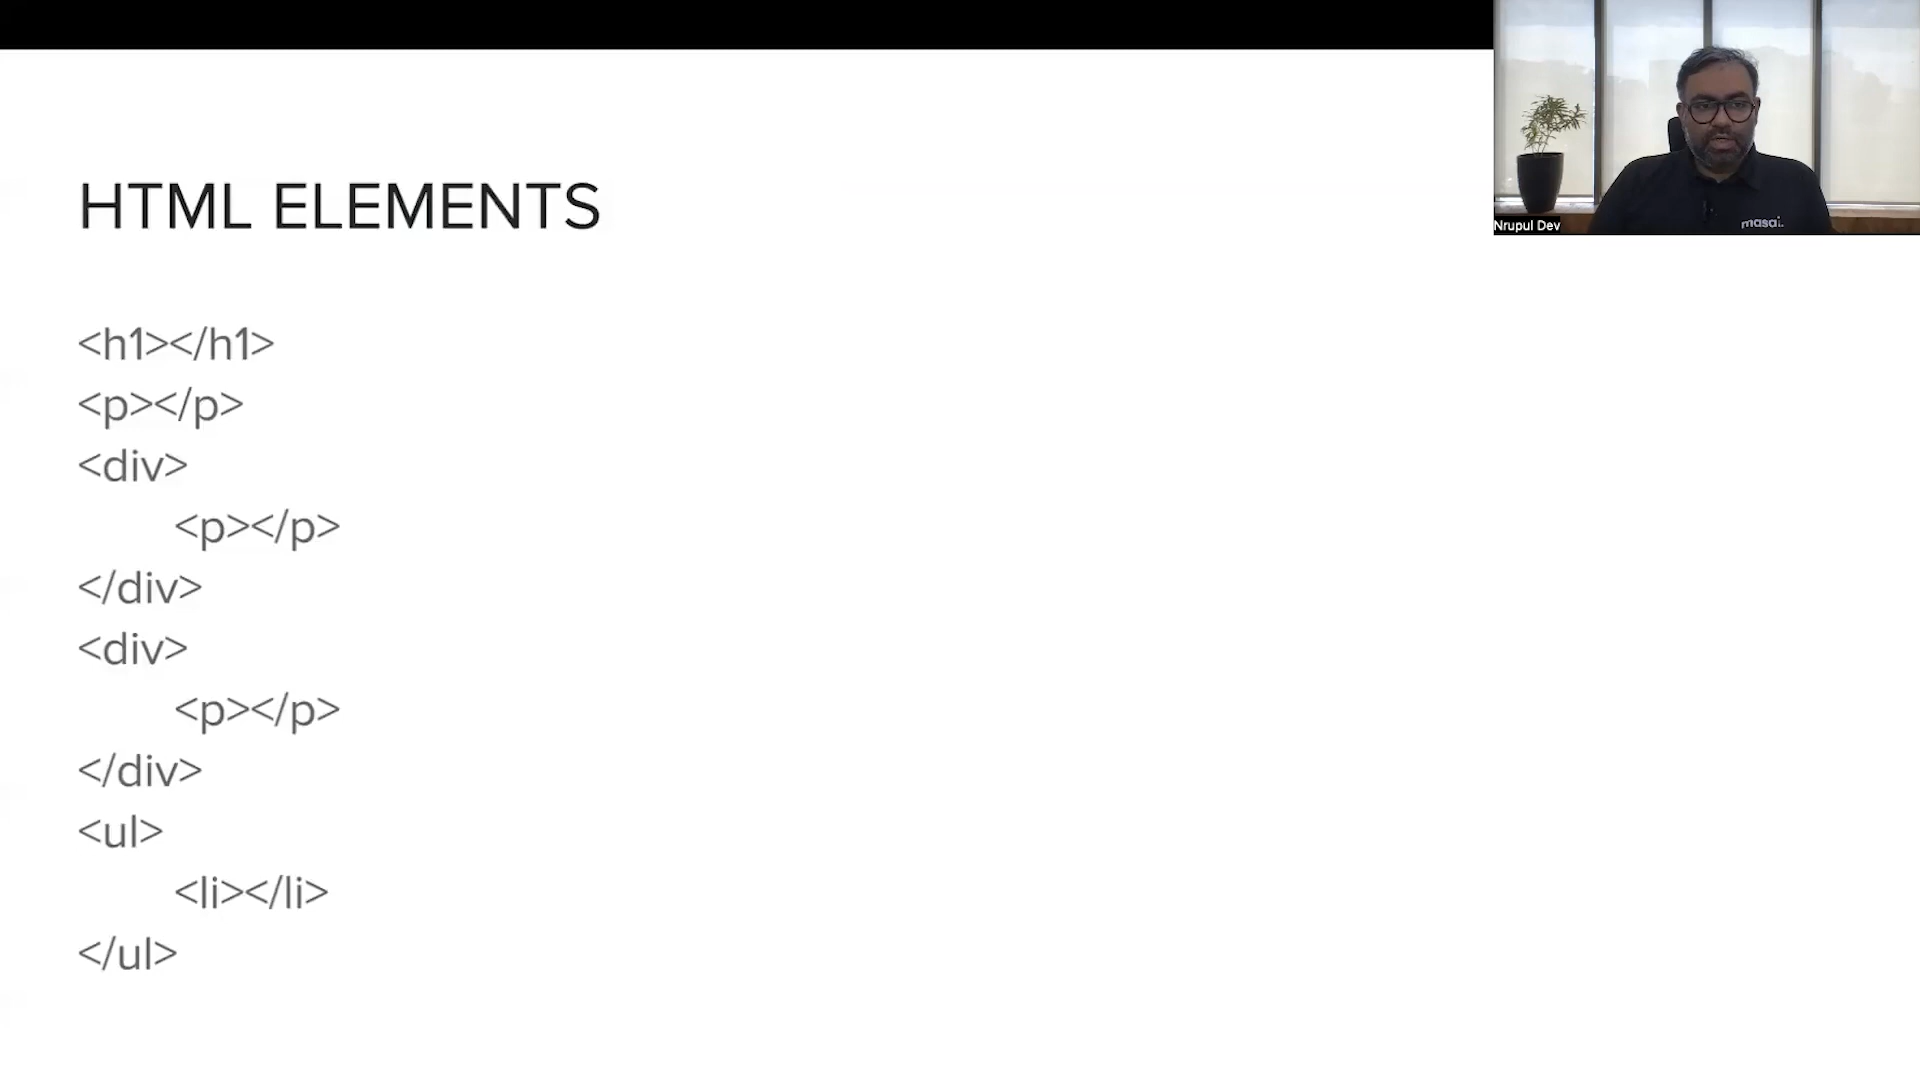 HTML ELEMENTS
<h1></h1>
<p></p>
<div>
<p></p>
</div>
<div>
<p></p>
</div>
<ul>
<li></li>
</ul>
Nrupul Dev
masai.